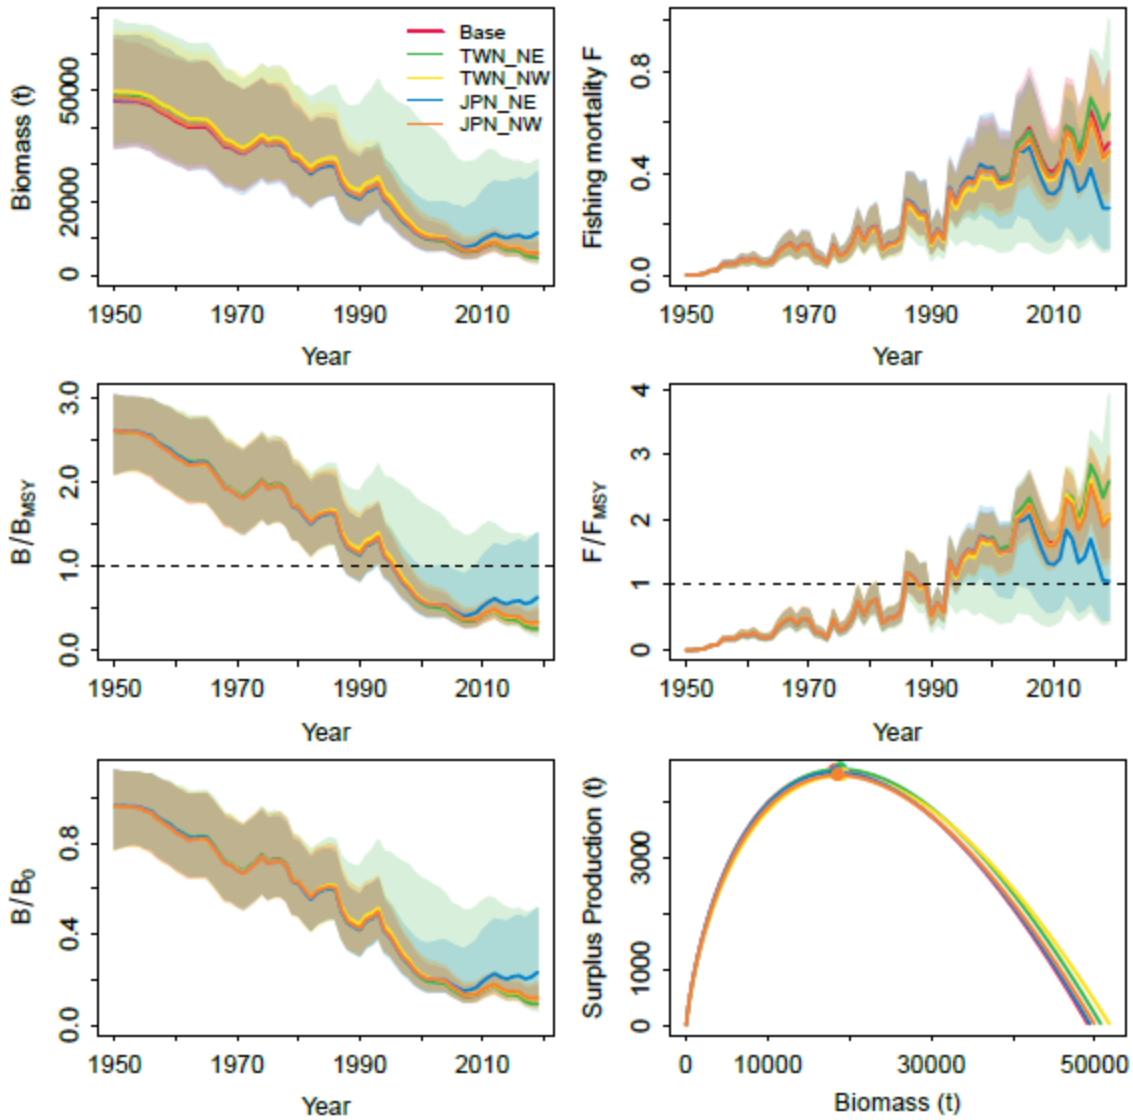 Biomass (t)
50000
20000
0
Base
TWN_NE
TWN_NW
JPN_NE
JPN_NW
1950 1970 1990 2010
Year
Fishing mortality F
0.8
0.4
0.0
1950 1970 1990 2010
Year
B/BMSY
3.0
2.0
1.0
0.0
1950 1970 1990 2010
Year
F/FMSY
4
3
2
1
0
1950 1970 1990 2010
Year
B/B0
0.8
0.4
0.0
1950 1970 1990 2010
Year
Surplus Production (t)
3000
1000
0
0 10000 30000 50000
Biomass (t)